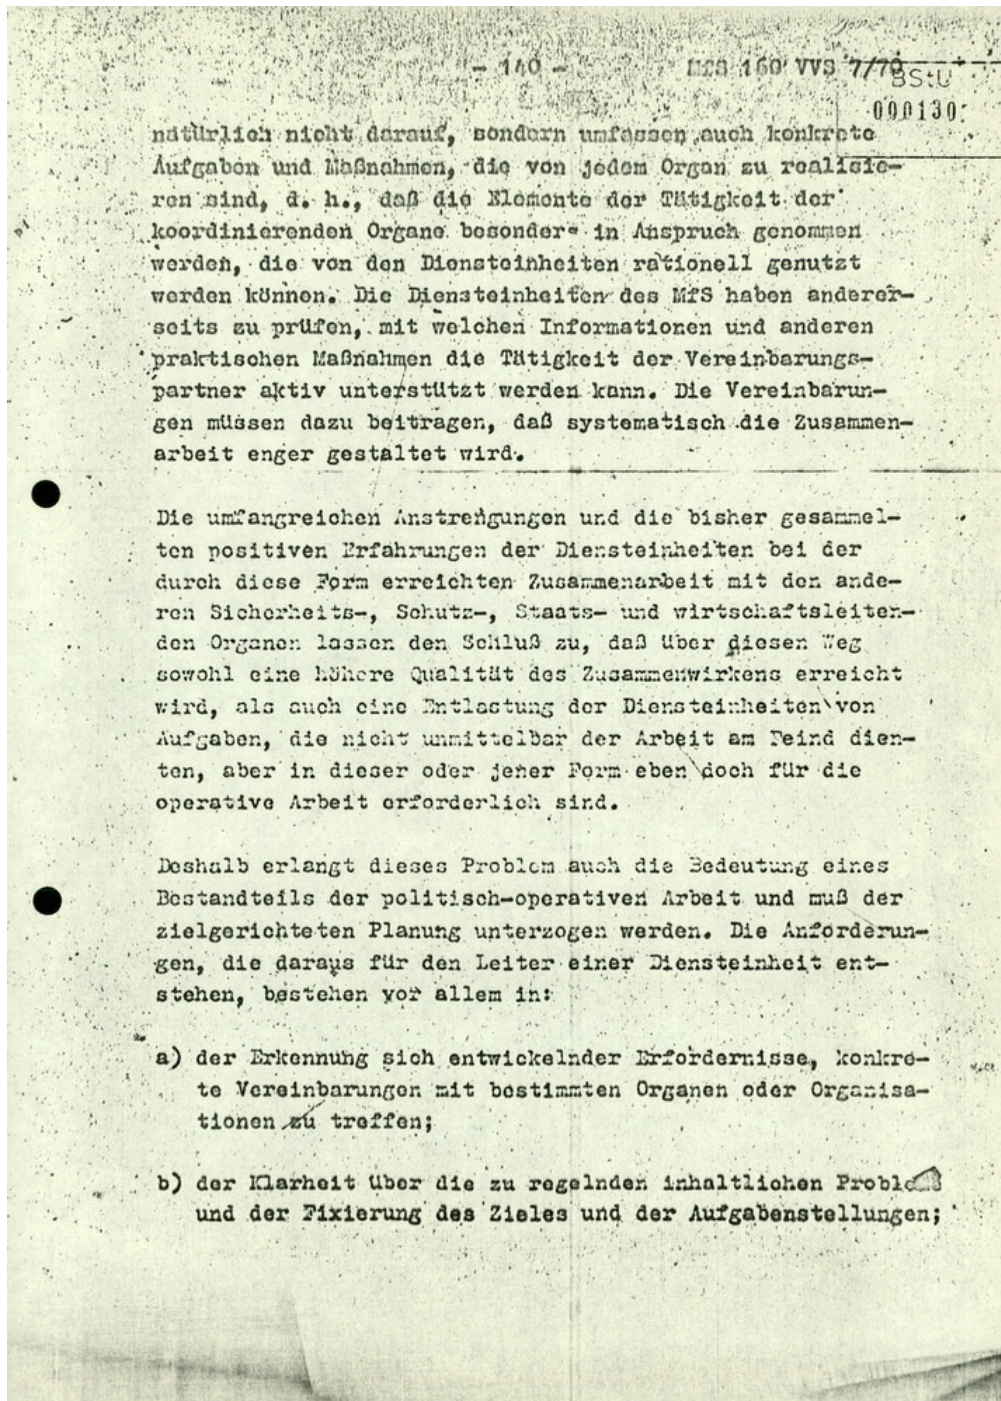 - 140 -
MfS 160 VVS 7/70
BStU
000130
natürlich nicht darauf, sondern umfassen auch konkrete
Aufgaben und Maßnahmen, die von jedem Organ zu realisie-
ren sind, d. h., daß die Elemente der Tätigkeit der
koordinierenden Organe besonders in Anspruch genommen
werden, die von den Diensteinheiten rationell genutzt
werden können. Die Diensteinheiten des MfS haben anderer-
seits zu prüfen, mit welchen Informationen und anderen
praktischen Maßnahmen die Tätigkeit der Vereinbarungs-
partner aktiv unterstützt werden kann. Die Vereinbarun-
gen müssen dazu beitragen, daß systematisch die Zusammen-
arbeit enger gestaltet wird.
Die umfangreichen Anstrengungen und die bisher gesammel-
ten positiven Erfahrungen der Diensteinheiten bei der
durch diese Form erreichten Zusammenarbeit mit den ande-
ren Sicherheits-, Schutz-, Staats- und wirtschaftsleiten-
den Organen lassen den Schluß zu, daß über diesen Weg
sowohl eine höhere Qualität des Zusammenwirkens erreicht
wird, als auch eine Entlastung der Diensteinheiten von
Aufgaben, die nicht unmittelbar der Arbeit am Feind dien-
ten, aber in dieser oder jener Form eben doch für die
operative Arbeit erforderlich sind.
Deshalb erlangt dieses Problem auch die Bedeutung eines
Bestandteils der politisch-operativen Arbeit und muß der
zielgerichteten Planung unterzogen werden. Die Anforderun-
gen, die daraus für den Leiter einer Diensteinheit ent-
stehen, bestehen vor allem in:
a) der Erkennung sich entwickelnder Erfordernisse, konkre-
te Vereinbarungen mit bestimmten Organen oder Organisa-
tionen zu treffen;
b) der Klarheit über die zu regelnden inhaltlichen Probleme
und der Fixierung des Zieles und der Aufgabenstellungen;